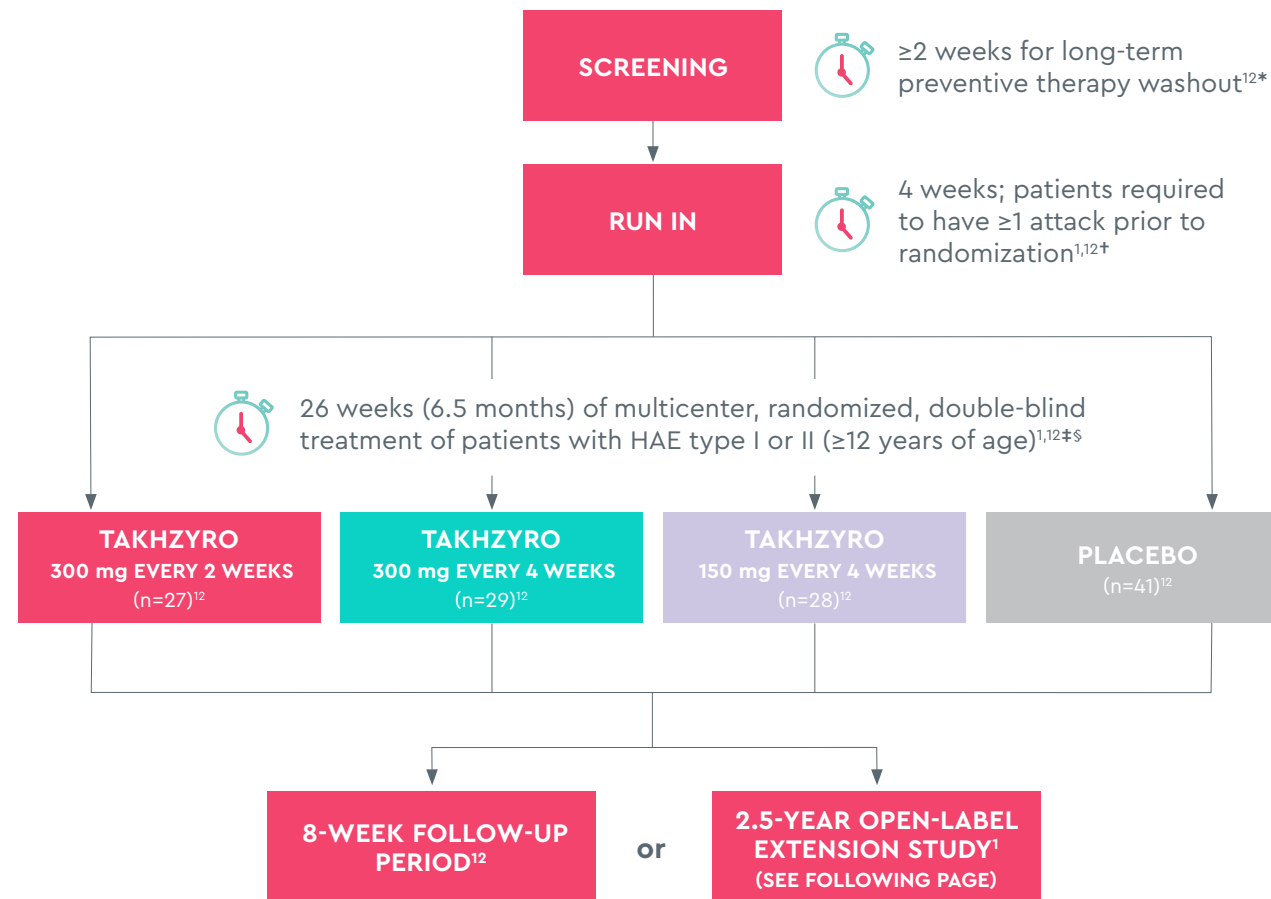 SCREENING
≥2 weeks for long-term
preventive therapy washout¹²*
RUN IN
4 weeks; patients required
to have ≥1 attack prior to
randomization¹,¹²†
26 weeks (6.5 months) of multicenter, randomized, double-blind
treatment of patients with HAE type I or II (≥12 years of age)¹,¹²‡§
TAKHZYRO
300 mg EVERY 2 WEEKS
(n=27)¹²
TAKHZYRO
300 mg EVERY 4 WEEKS
(n=29)¹²
TAKHZYRO
150 mg EVERY 4 WEEKS
(n=28)¹²
PLACEBO
(n=41)¹²
8-WEEK FOLLOW-UP
PERIOD¹²
or
2.5-YEAR OPEN-LABEL
EXTENSION STUDY¹
(SEE FOLLOWING PAGE)